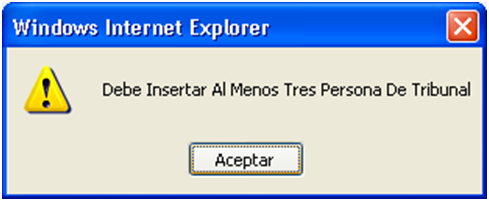 Windows Internet Explorer
Debe Insertar Al Menos Tres Persona De Tribunal
Aceptar